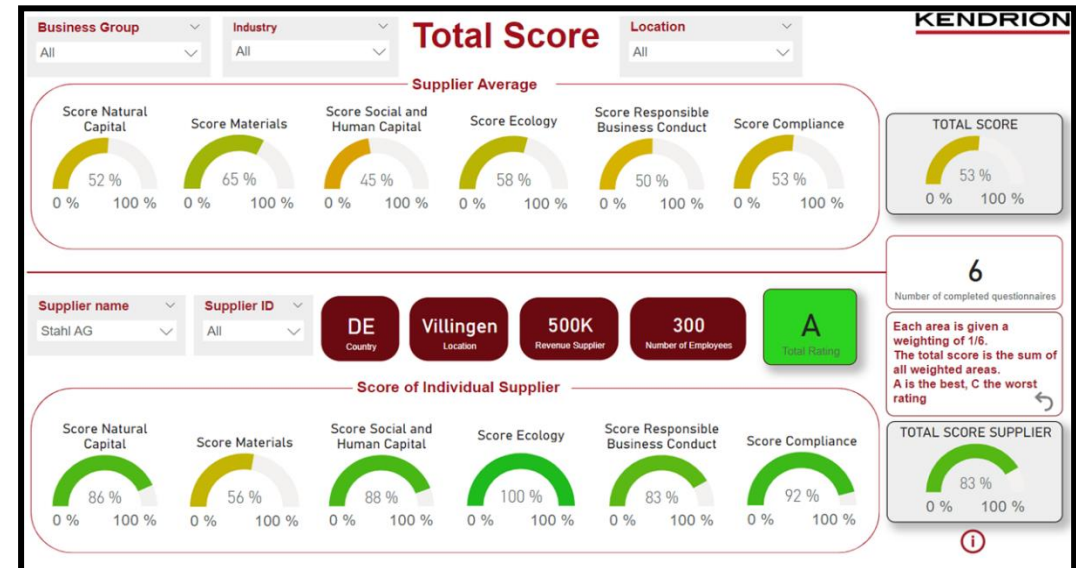 KENDRION
Business Group
All
Industry
All
Total Score
Location
All
Supplier Average
Score Natural
Capital
52 %
0 % 100 %
Score Materials
65 %
0 % 100 %
Score Social and
Human Capital
45 %
0 % 100 %
Score Ecology
58 %
0 % 100 %
Score Responsible
Business Conduct
50 %
0 % 100 %
Score Compliance
53 %
0 % 100 %
TOTAL SCORE
53 %
0 % 100 %
6
Number of completed questionnaires
Supplier name
Stahl AG
Supplier ID
All
DE
Country
Villingen
Location
500K
Revenue Supplier
300
Number of Employees
A
Total Rating
Each area is given a
weighting of 1/6.
The total score is the sum of
all weighted areas.
A is the best, C the worst
rating
Score of Individual Supplier
Score Natural
Capital
86 %
0 % 100 %
Score Materials
56 %
0 % 100 %
Score Social and
Human Capital
88 %
0 % 100 %
Score Ecology
100 %
0 % 100 %
Score Responsible
Business Conduct
83 %
0 % 100 %
Score Compliance
92 %
0 % 100 %
TOTAL SCORE SUPPLIER
83 %
0 % 100 %
i